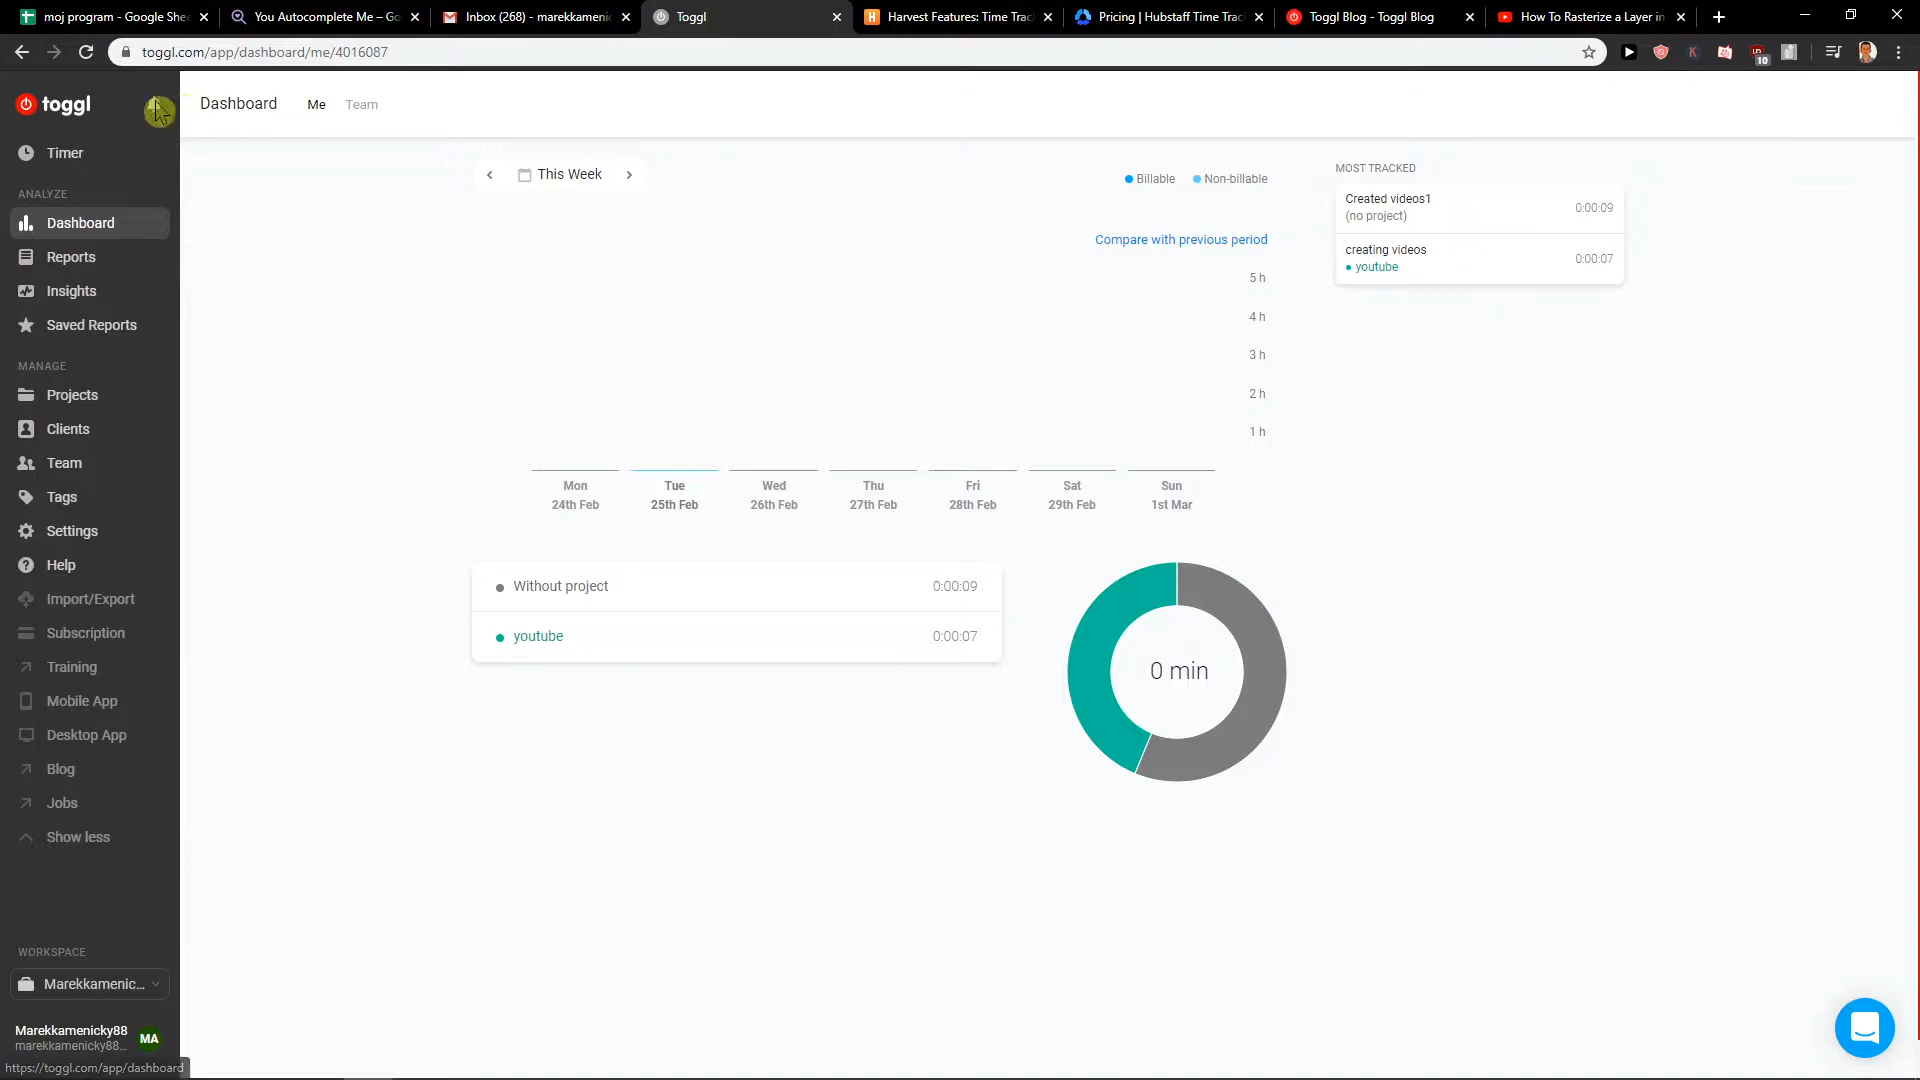 moj program - Google Shee
You Autocomplete Me – Go
Inbox (268) - marekkamenic
Toggl
Harvest Features: Time Trac
Pricing | Hubstaff Time Trac
Toggl Blog - Toggl Blog
How To Rasterize a Layer in
toggl.com/app/dashboard/me/4016087
10
toggl
Dashboard
Me
Team
Timer
ANALYZE
Dashboard
Reports
Insights
Saved Reports
MANAGE
Projects
Clients
Team
Tags
Settings
Help
Import/Export
Subscription
Training
Mobile App
Desktop App
Blog
Jobs
Show less
WORKSPACE
Marekkamenic...
Marekkamenicky88
marekkamenicky88...
MA
https://toggl.com/app/dashboard
This Week
Billable
Non-billable
Compare with previous period
5 h
4 h
3 h
2 h
1 h
Mon
24th Feb
Tue
25th Feb
Wed
26th Feb
Thu
27th Feb
Fri
28th Feb
Sat
29th Feb
Sun
1st Mar
Without project
0:00:09
youtube
0:00:07
0 min
MOST TRACKED
Created videos1
(no project)
0:00:09
creating videos
youtube
0:00:07